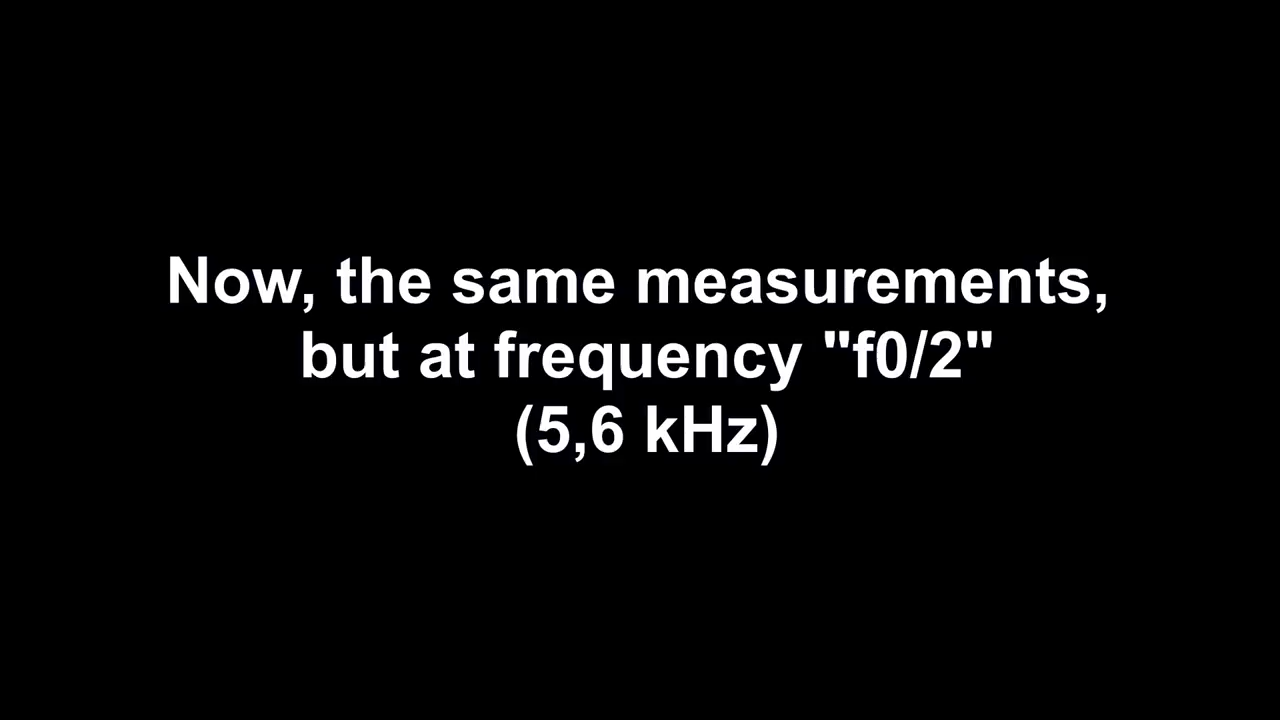 Now, the same measurements,
but at frequency "f0/2"
(5,6 kHz)